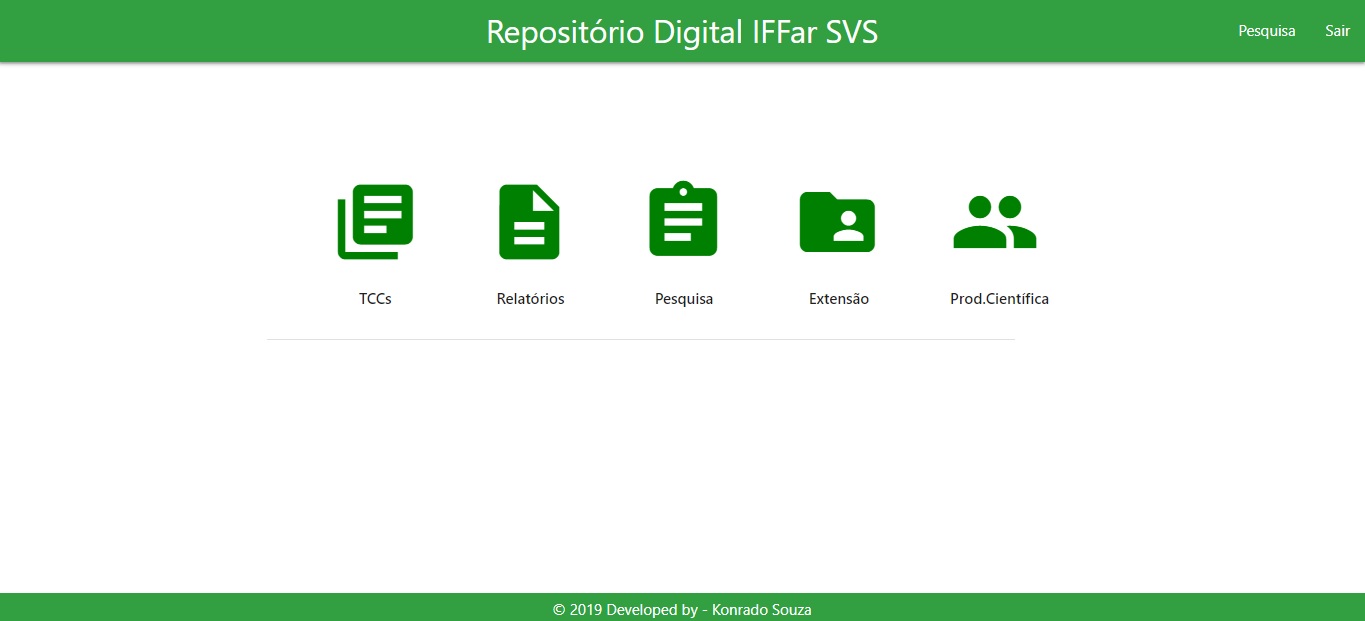 Repositório Digital IFFar SVS
Pesquisa
Sair
TCCs
Relatórios
Pesquisa
Extensão
Prod.Científica
© 2019 Developed by - Konrado Souza